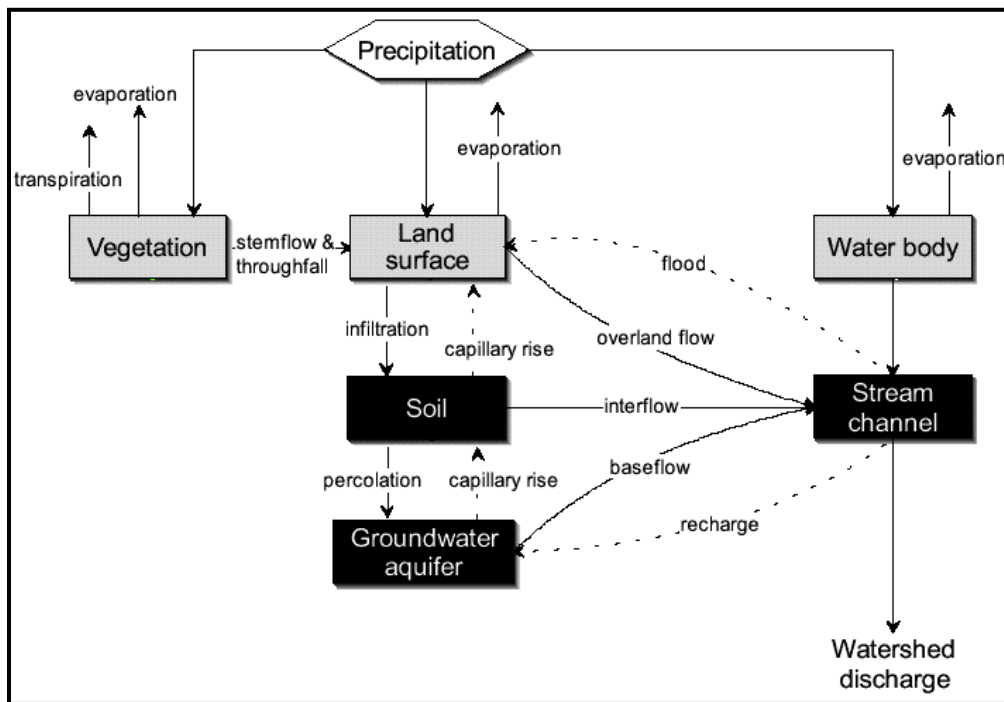 Precipitation
evaporation
transpiration
evaporation
evaporation
Vegetation
stemflow &
throughfall
Land
surface
Water body
flood
infiltration
capillary rise
overland flow
Soil
interflow
Stream
channel
percolation
capillary rise
baseflow
recharge
Groundwater
aquifer
Watershed
discharge